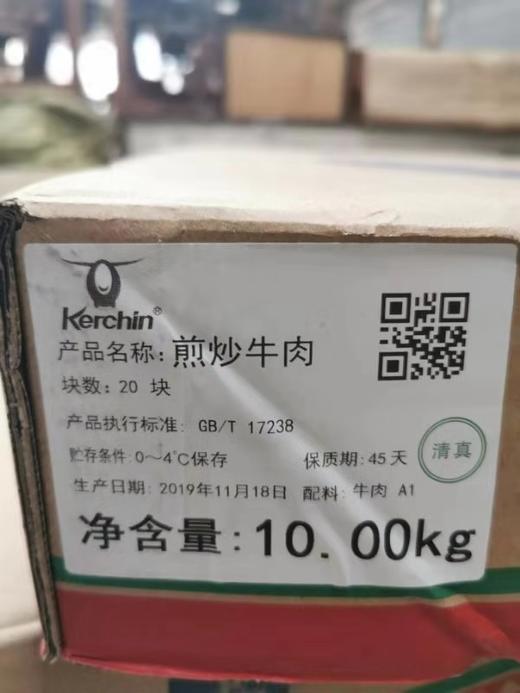 Kerchin®
产品名称:煎炒牛肉
块数: 20 块
产品执行标准: GB/T 17238
贮存条件:0~4℃保存 保质期:45天
清真
生产日期: 2019年11月18日 配料: 牛肉 A1
净含量:10.00kg